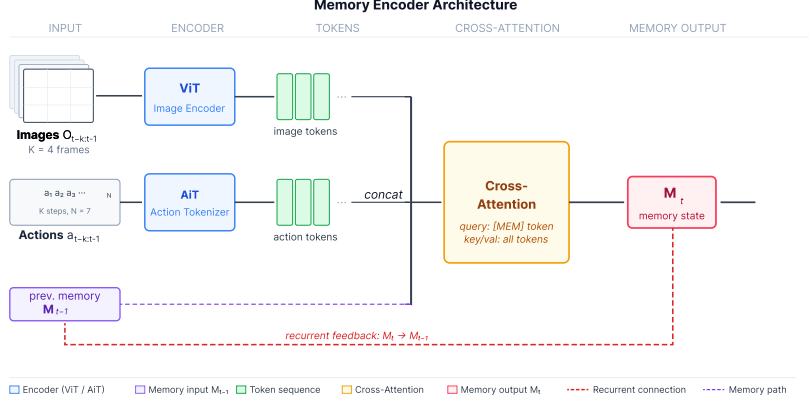 Memory Encoder Architecture
INPUT ENCODER TOKENS CROSS-ATTENTION MEMORY OUTPUT
ViT
Image Encoder
...
image tokens
Images Oₜ₋ₖ:ₜ₋₁
K = 4 frames
a₁ a₂ a₃ ... N
K steps, N = 7
Actions aₜ₋ₖ:ₜ₋₁
AiT
Action Tokenizer
...
action tokens
concat
Cross-
Attention
query: [MEM] token
key/val: all tokens
M ₜ
memory state
prev. memory
M ₜ₋₁
recurrent feedback: Mₜ → Mₜ₋₁
Encoder (ViT / AiT) Memory input Mₜ₋₁ Token sequence Cross-Attention Memory output Mₜ Recurrent connection Memory path